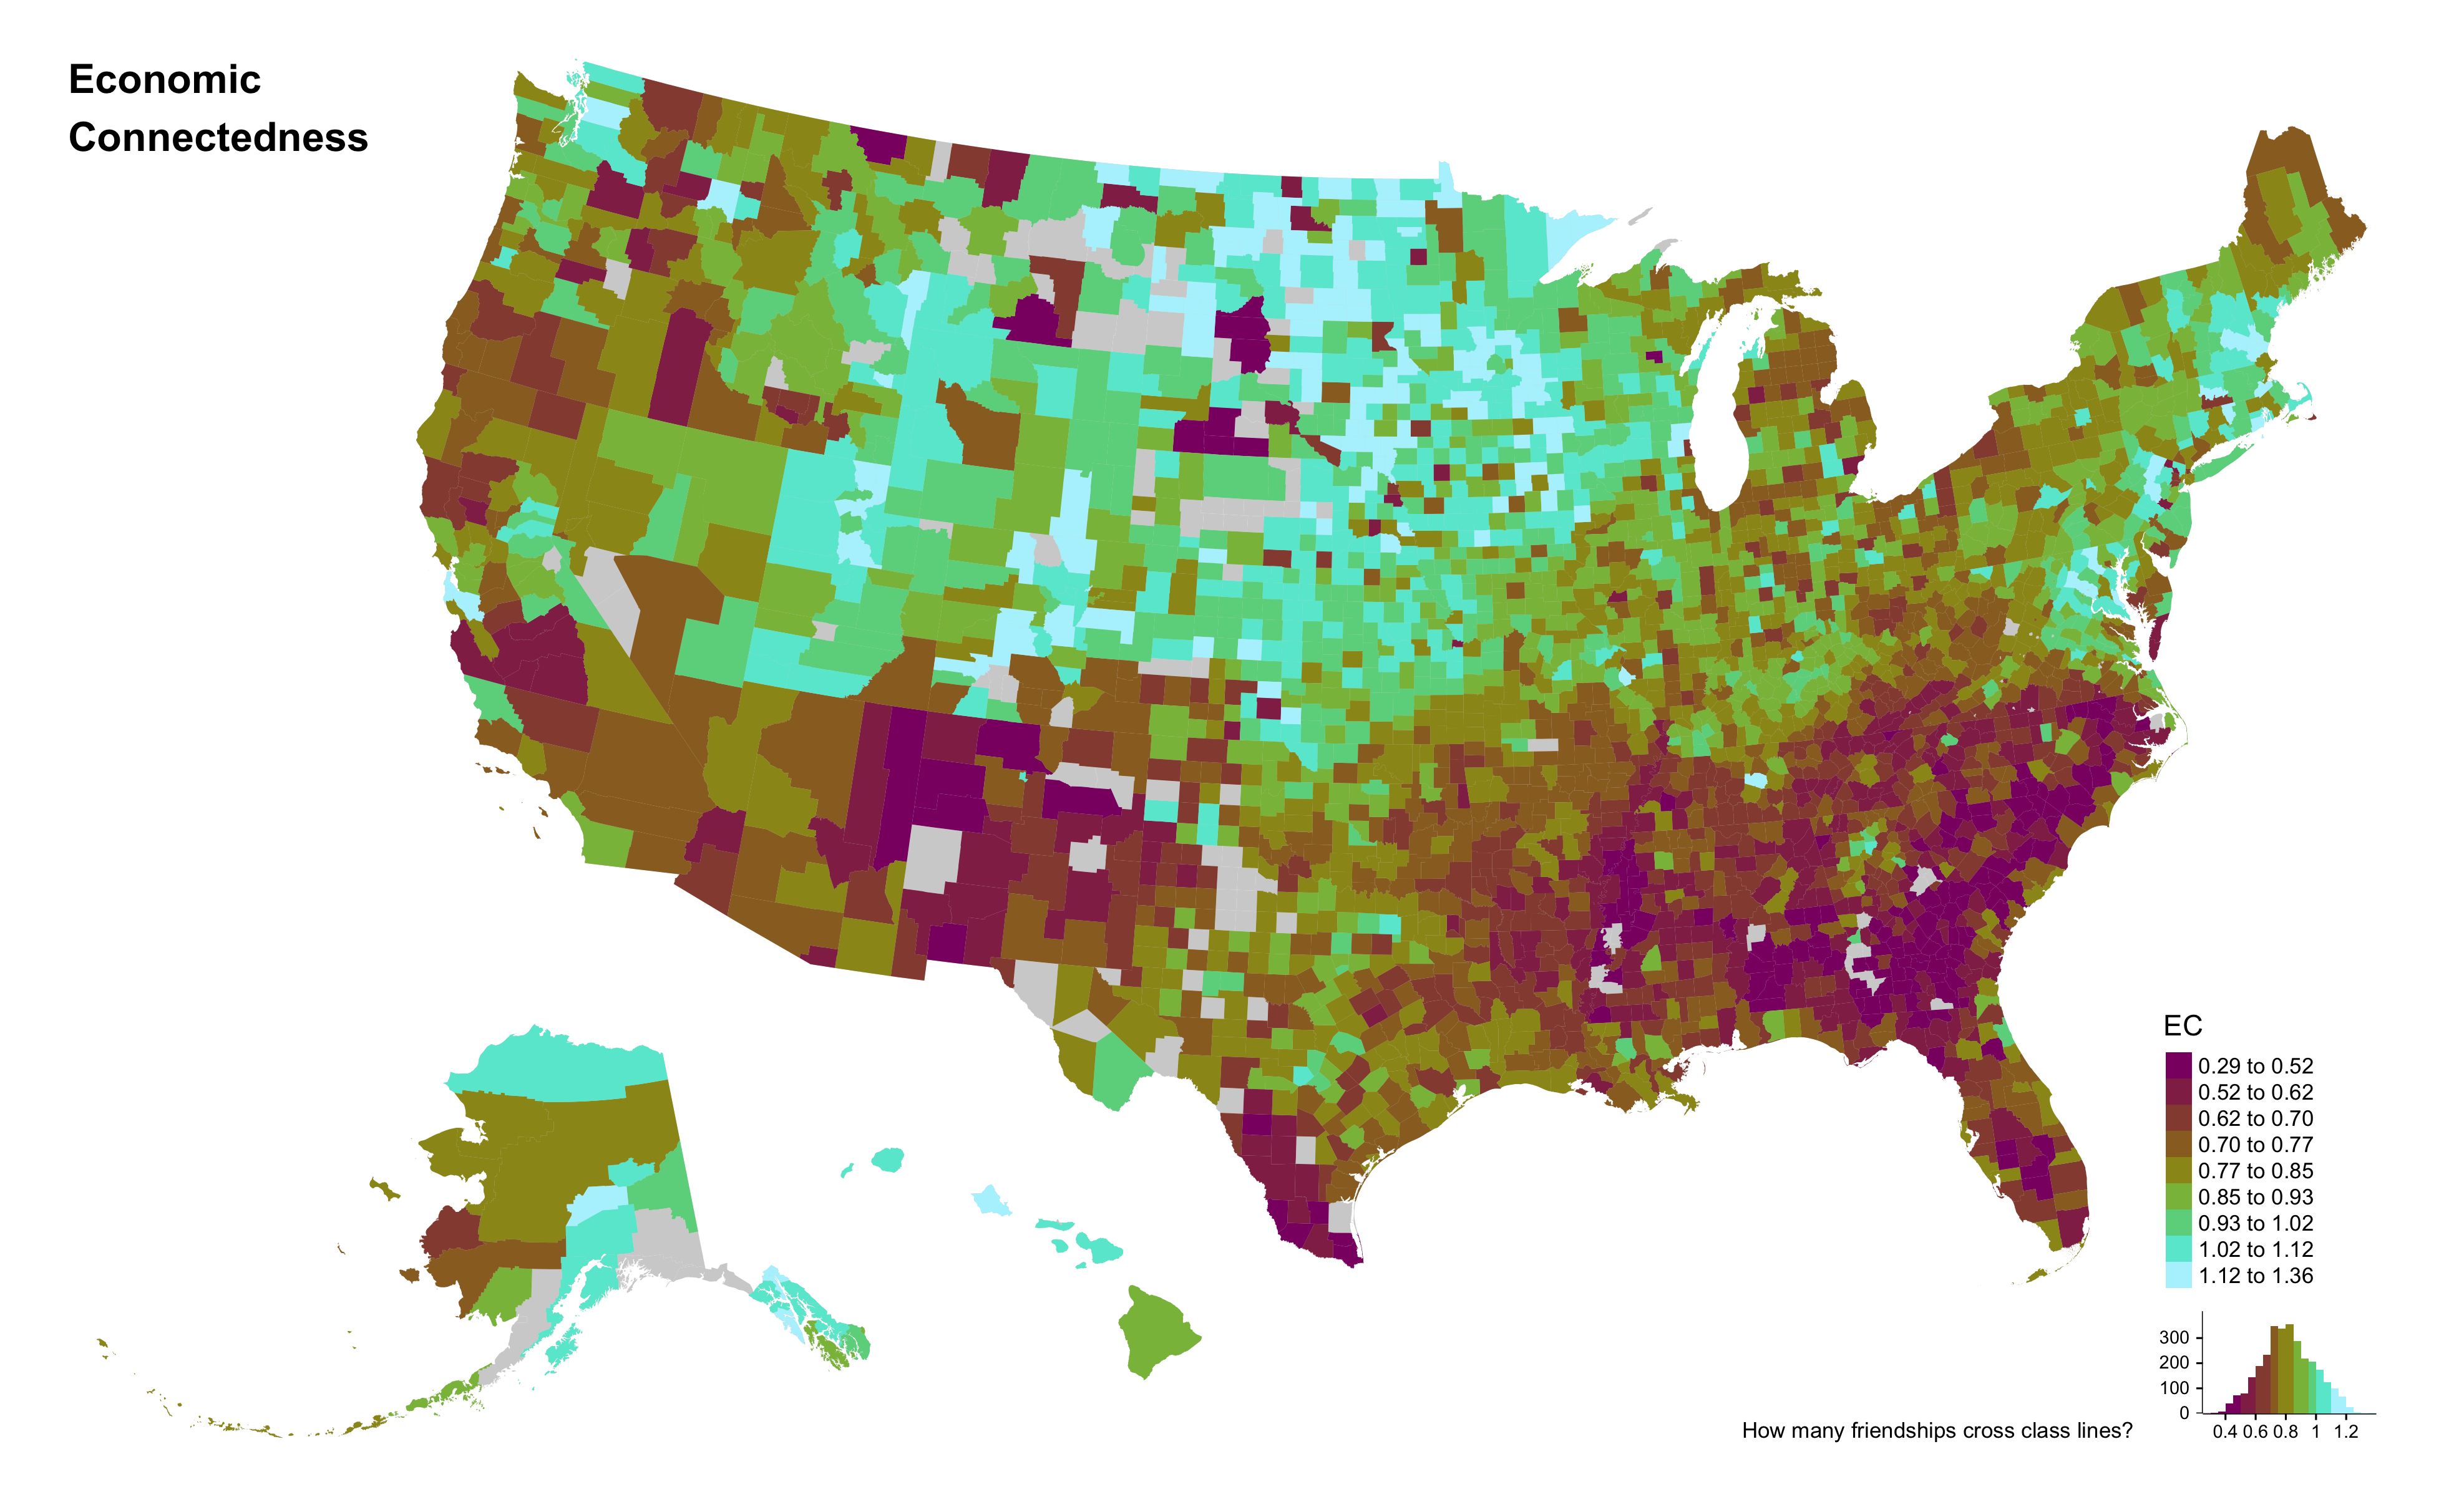 Economic
Connectedness
EC
0.29 to 0.52
0.52 to 0.62
0.62 to 0.70
0.70 to 0.77
0.77 to 0.85
0.85 to 0.93
0.93 to 1.02
1.02 to 1.12
1.12 to 1.36
300
200
100
0
0.4 0.6 0.8 1 1.2
How many friendships cross class lines?